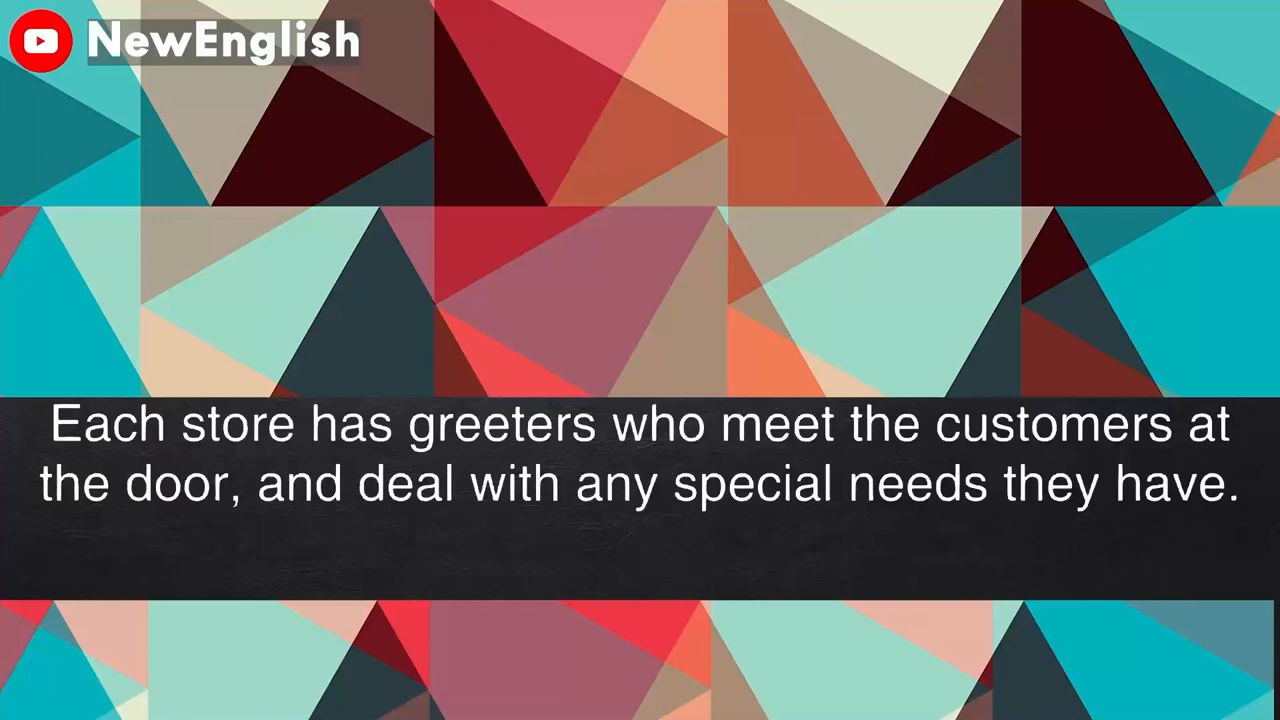 NewEnglish
Each store has greeters who meet the customers at
the door, and deal with any special needs they have.